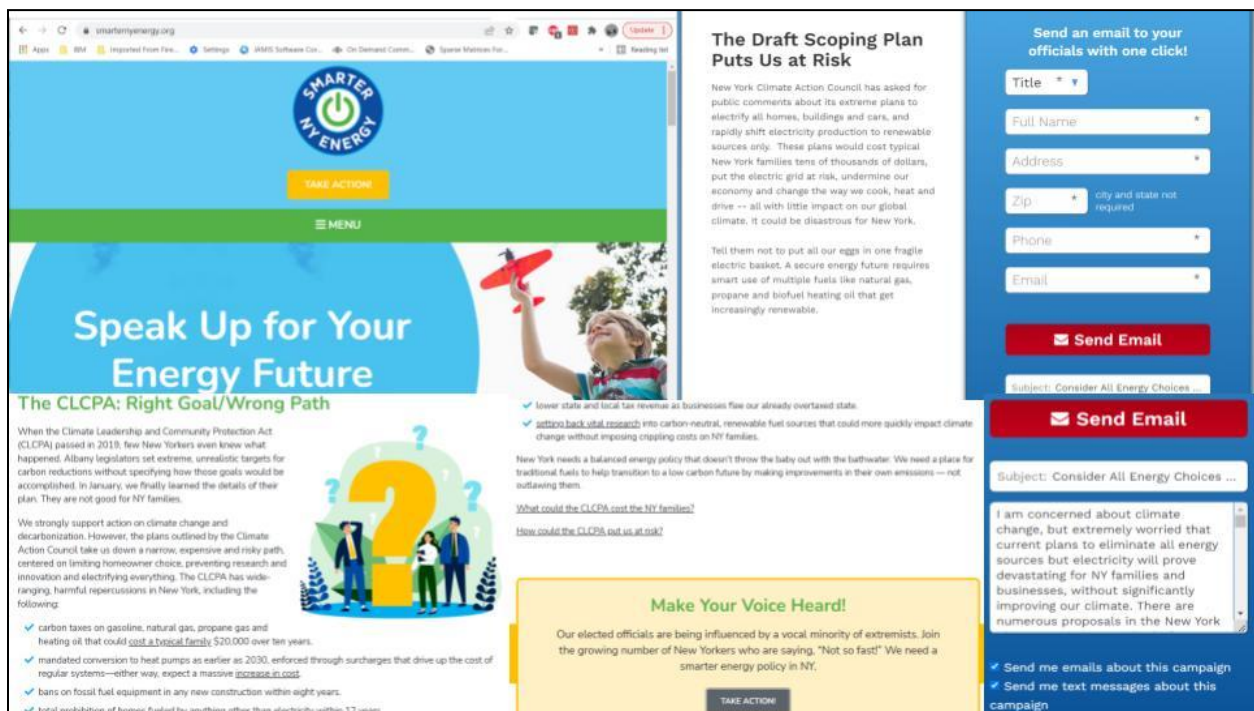 smarternyenergy.org
Update
Apps
IBM
Imported From Fire...
Settings
IAMIS Software Con...
On Demand Comm...
Sparse Matrices For...
Reading list
SMARTER
NY ENERGY
TAKE ACTION!
MENU
Speak Up for Your
Energy Future
The Draft Scoping Plan
Puts Us at Risk
New York Climate Action Council has asked for
public comments about its extreme plans to
electrify all homes, buildings and cars, and
rapidly shift electricity production to renewable
sources only. These plans would cost typical
New York families tens of thousands of dollars,
put the electric grid at risk, undermine our
economy and change the way we cook, heat and
drive -- all with little impact on our global
climate. It could be disastrous for New York.
Tell them not to put all our eggs in one fragile
electric basket. A secure energy future requires
smart use of multiple fuels like natural gas,
propane and biofuel heating oil that get
increasingly renewable.
Send an email to your
officials with one click!
Title *
Full Name *
Address *
Zip * city and state not
required
Phone *
Email *
Send Email
Subject: Consider All Energy Choices ...
The CLCPA: Right Goal/Wrong Path
When the Climate Leadership and Community Protection Act
(CLCPA) passed in 2019, few New Yorkers even knew what
happened. Albany legislators set extreme, unrealistic targets for
carbon reductions without specifying how those goals would be
accomplished. In January, we finally learned the details of their
plan. They are not good for NY families.
We strongly support action on climate change and
decarbonization. However, the plans outlined by the Climate
Action Council take us down a narrow, expensive and risky path,
centered on limiting homeowner choice, preventing research and
innovation and electrifying everything. The CLCPA has wide-
ranging, harmful repercussions in New York, including the
following:
carbon taxes on gasoline, natural gas, propane gas and
heating oil that could cost a typical family $20,000 over ten years.
mandated conversion to heat pumps as earlier as 2030, enforced through surcharges that drive up the cost of
regular systems—either way, expect a massive increase in cost.
bans on fossil fuel equipment in any new construction within eight years.
total prohibition of homes fueled by anything other than electricity within 17 years.
lower state and local tax revenue as businesses flee our already overtaxed state.
setting back vital research into carbon-neutral, renewable fuel sources that could more quickly impact climate
change without imposing crippling costs on NY families.
New York needs a balanced energy policy that doesn't throw the baby out with the bathwater. We need a place for
traditional fuels to help transition to a low carbon future by making improvements in their own emissions — not
outlawing them.
What could the CLCPA cost the NY families?
How could the CLCPA put us at risk?
Make Your Voice Heard!
Our elected officials are being influenced by a vocal minority of extremists. Join
the growing number of New Yorkers who are saying, "Not so fast!" We need a
smarter energy policy in NY.
TAKE ACTION!
Send Email
Subject: Consider All Energy Choices ...
I am concerned about climate
change, but extremely worried that
current plans to eliminate all energy
sources but electricity will prove
devastating for NY families and
businesses, without significantly
improving our climate. There are
numerous proposals in the New York
Send me emails about this campaign
Send me text messages about this
campaign